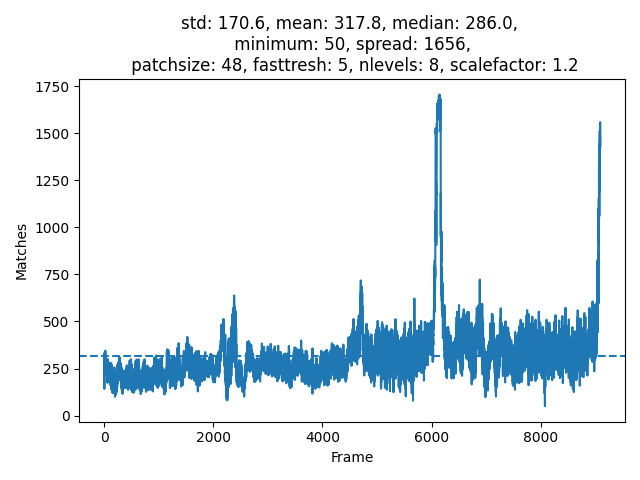 std: 170.6, mean: 317.8, median: 286.0,
minimum: 50, spread: 1656,
patchsize: 48, fasttresh: 5, nlevels: 8, scalefactor: 1.2
1750
1500
1250
1000
750
500
250
0
Matches
0 2000 4000 6000 8000
Frame